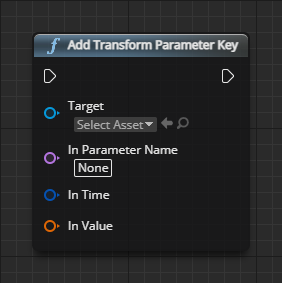 f Add Transform Parameter Key
Target
Select Asset
In Parameter Name
None
In Time
In Value